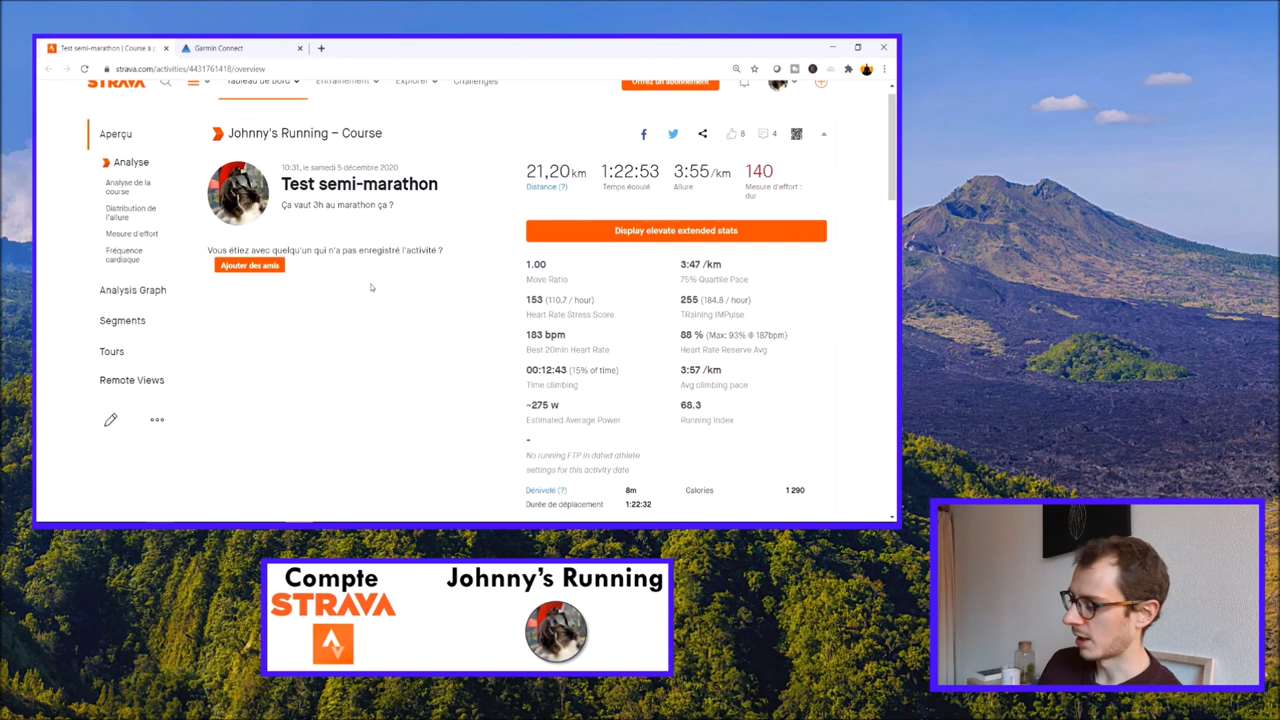 Test semi-marathon | Course à p
Garmin Connect
strava.com/activities/4431761418/overview
STRAVA
Tableau de bord
Entraînement
Explorer
Challenges
Offrez un abonnement
Aperçu
Analyse
Analyse de la
course
Distribution de
l'allure
Mesure d'effort
Fréquence
cardiaque
Analysis Graph
Segments
Tours
Remote Views
Johnny's Running – Course
8
4
10:31, le samedi 5 décembre 2020
Test semi-marathon
Ça vaut 3h au marathon ça ?
Vous étiez avec quelqu'un qui n'a pas enregistré l'activité ?
Ajouter des amis
21,20 km
Distance (?)
1:22:53
Temps écoulé
3:55/km
Allure
140
Mesure d'effort :
dur
Display elevate extended stats
1.00
Move Ratio
3:47 /km
75% Quartile Pace
153 (110.7 / hour)
Heart Rate Stress Score
255 (184.8 / hour)
TRaining IMPulse
183 bpm
Best 20min Heart Rate
88 % (Max: 93% @ 187bpm)
Heart Rate Reserve Avg
00:12:43 (15% of time)
Time climbing
3:57 /km
Avg climbing pace
~275 w
Estimated Average Power
68.3
Running Index
-
No running FTP in dated athlete
settings for this activity date
Dénivelé (?) 8m
Calories 1 290
Durée de déplacement 1:22:32
Compte
STRAVA
Johnny's Running